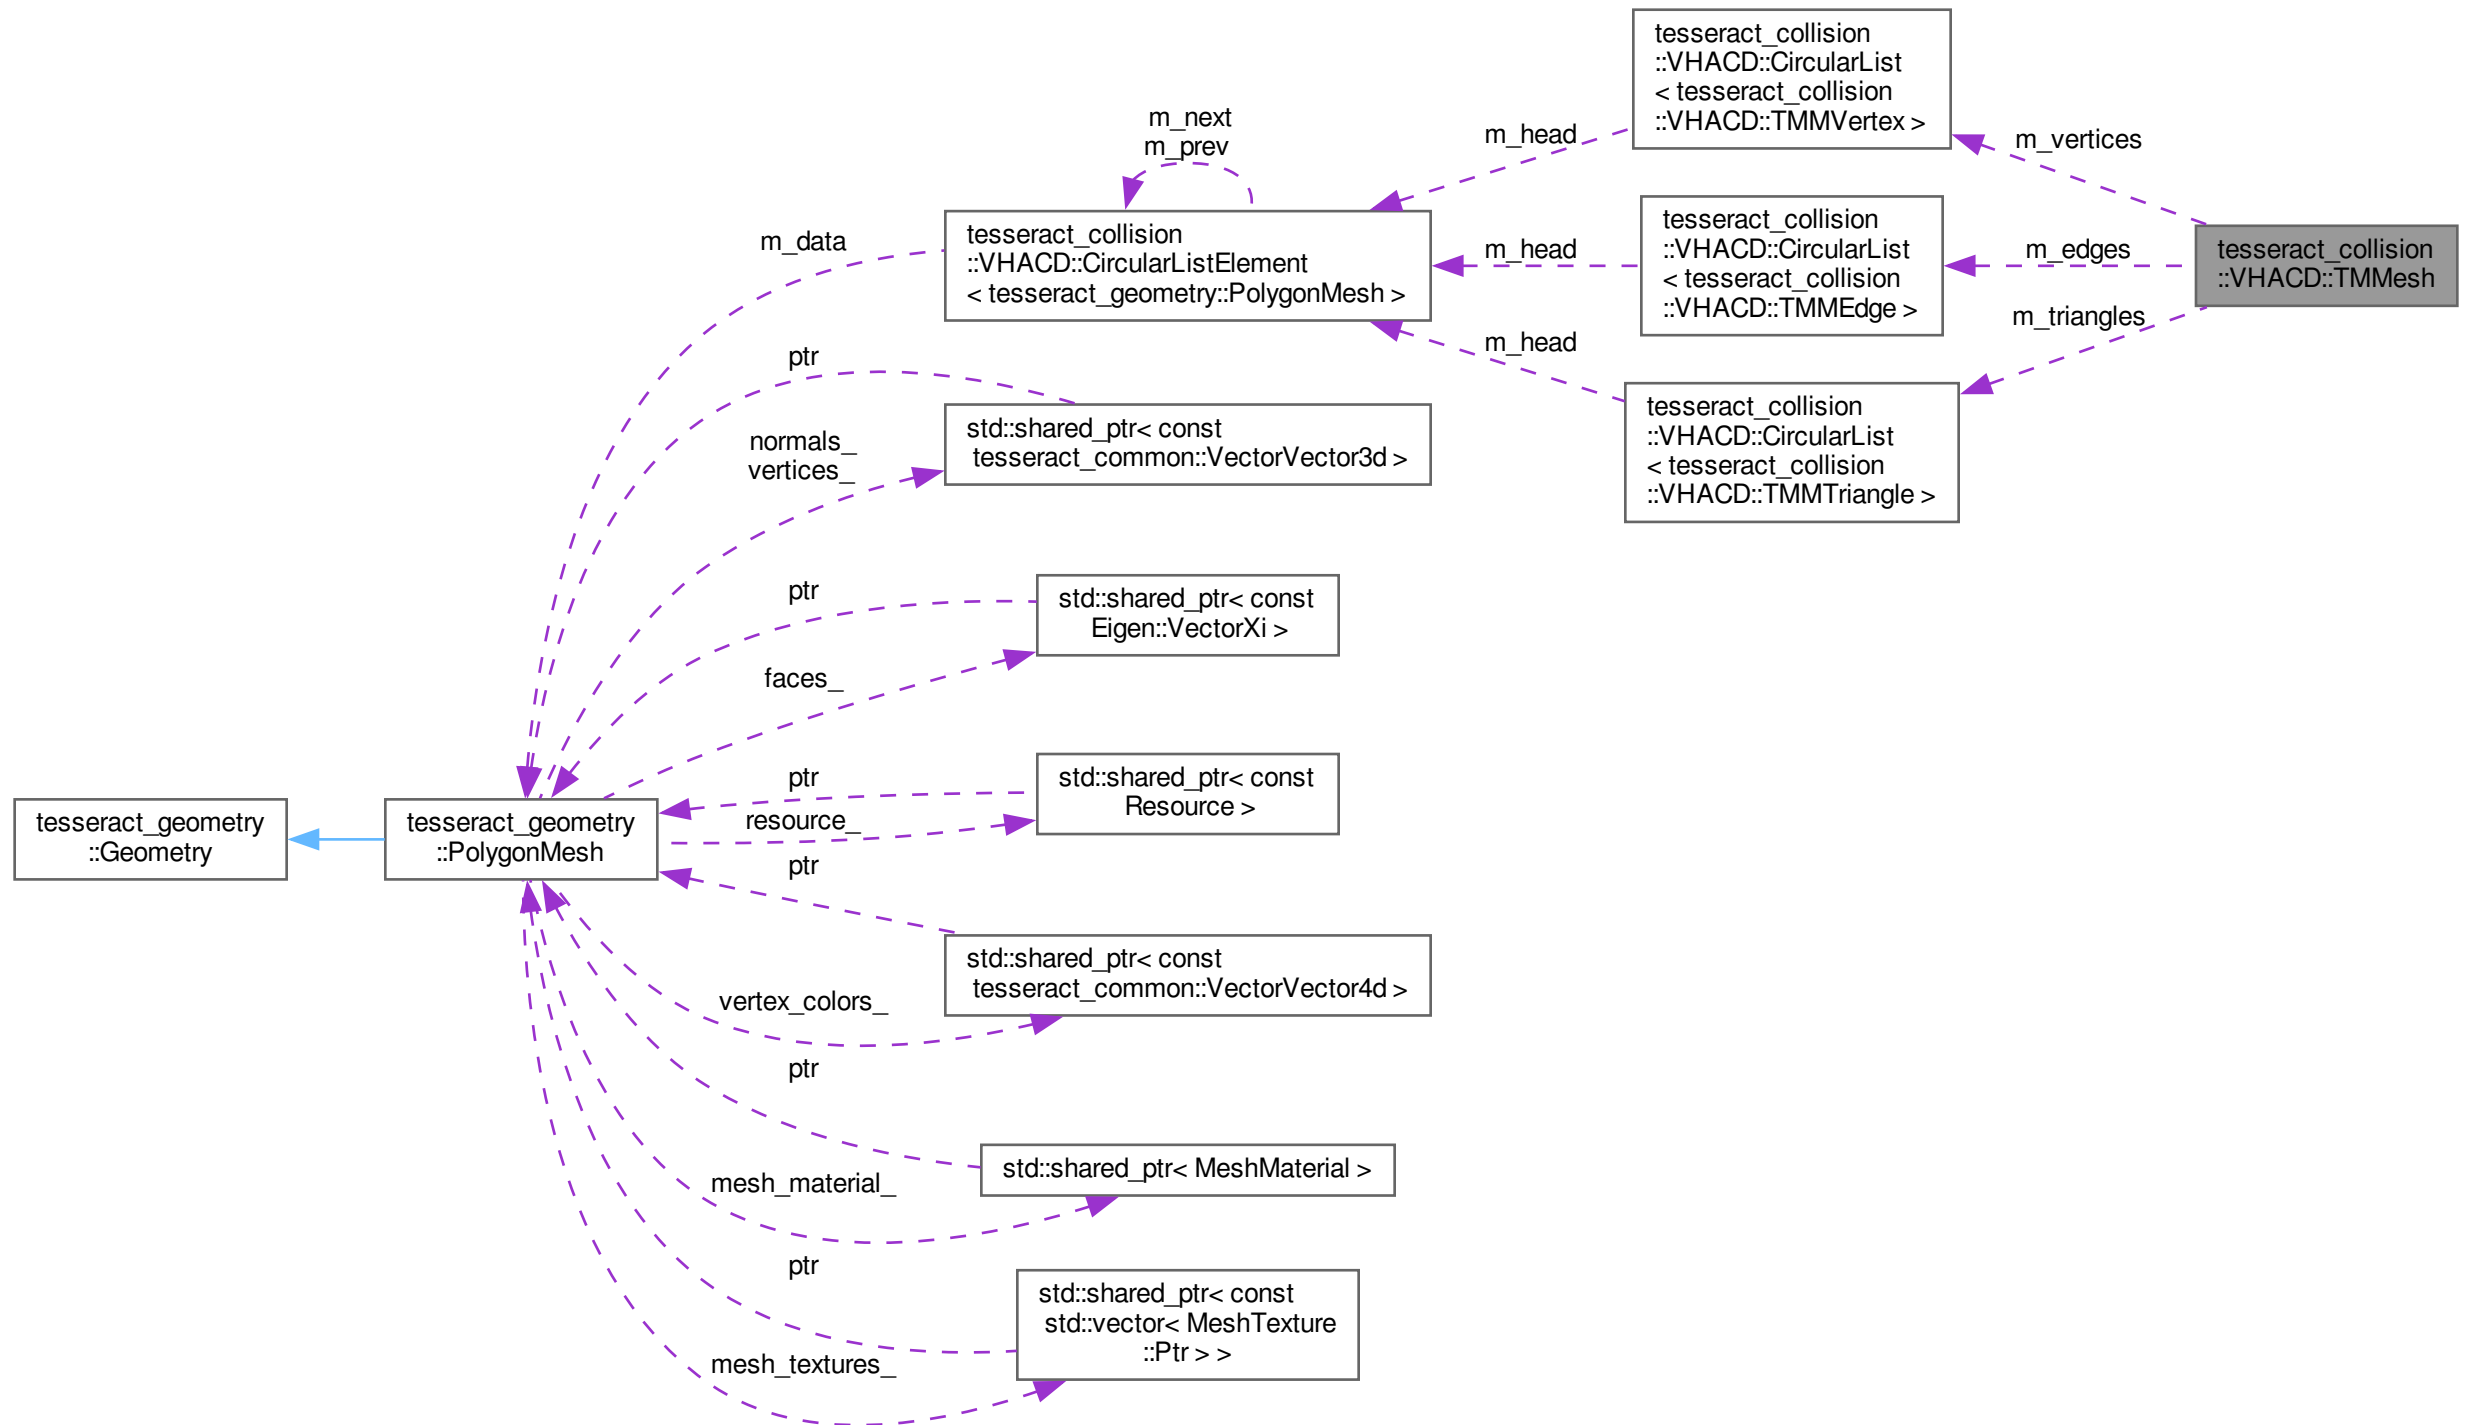 tesseract_collision
::VHACD::CircularList
< tesseract_collision
::VHACD::TMMVertex >
m_next
m_prev
m_head
m_vertices
tesseract_collision
::VHACD::CircularListElement
< tesseract_geometry::PolygonMesh >
m_data
m_head
tesseract_collision
::VHACD::CircularList
< tesseract_collision
::VHACD::TMMEdge >
m_edges
tesseract_collision
::VHACD::TMMesh
m_triangles
m_head
ptr
tesseract_collision
::VHACD::CircularList
< tesseract_collision
::VHACD::TMMTriangle >
normals_
vertices_
std::shared_ptr< const
tesseract_common::VectorVector3d >
ptr
std::shared_ptr< const
Eigen::VectorXi >
faces_
ptr
std::shared_ptr< const
Resource >
resource_
tesseract_geometry
::Geometry
tesseract_geometry
::PolygonMesh
ptr
std::shared_ptr< const
tesseract_common::VectorVector4d >
vertex_colors_
ptr
std::shared_ptr< MeshMaterial >
mesh_material_
ptr
std::shared_ptr< const
std::vector< MeshTexture
::Ptr > >
mesh_textures_